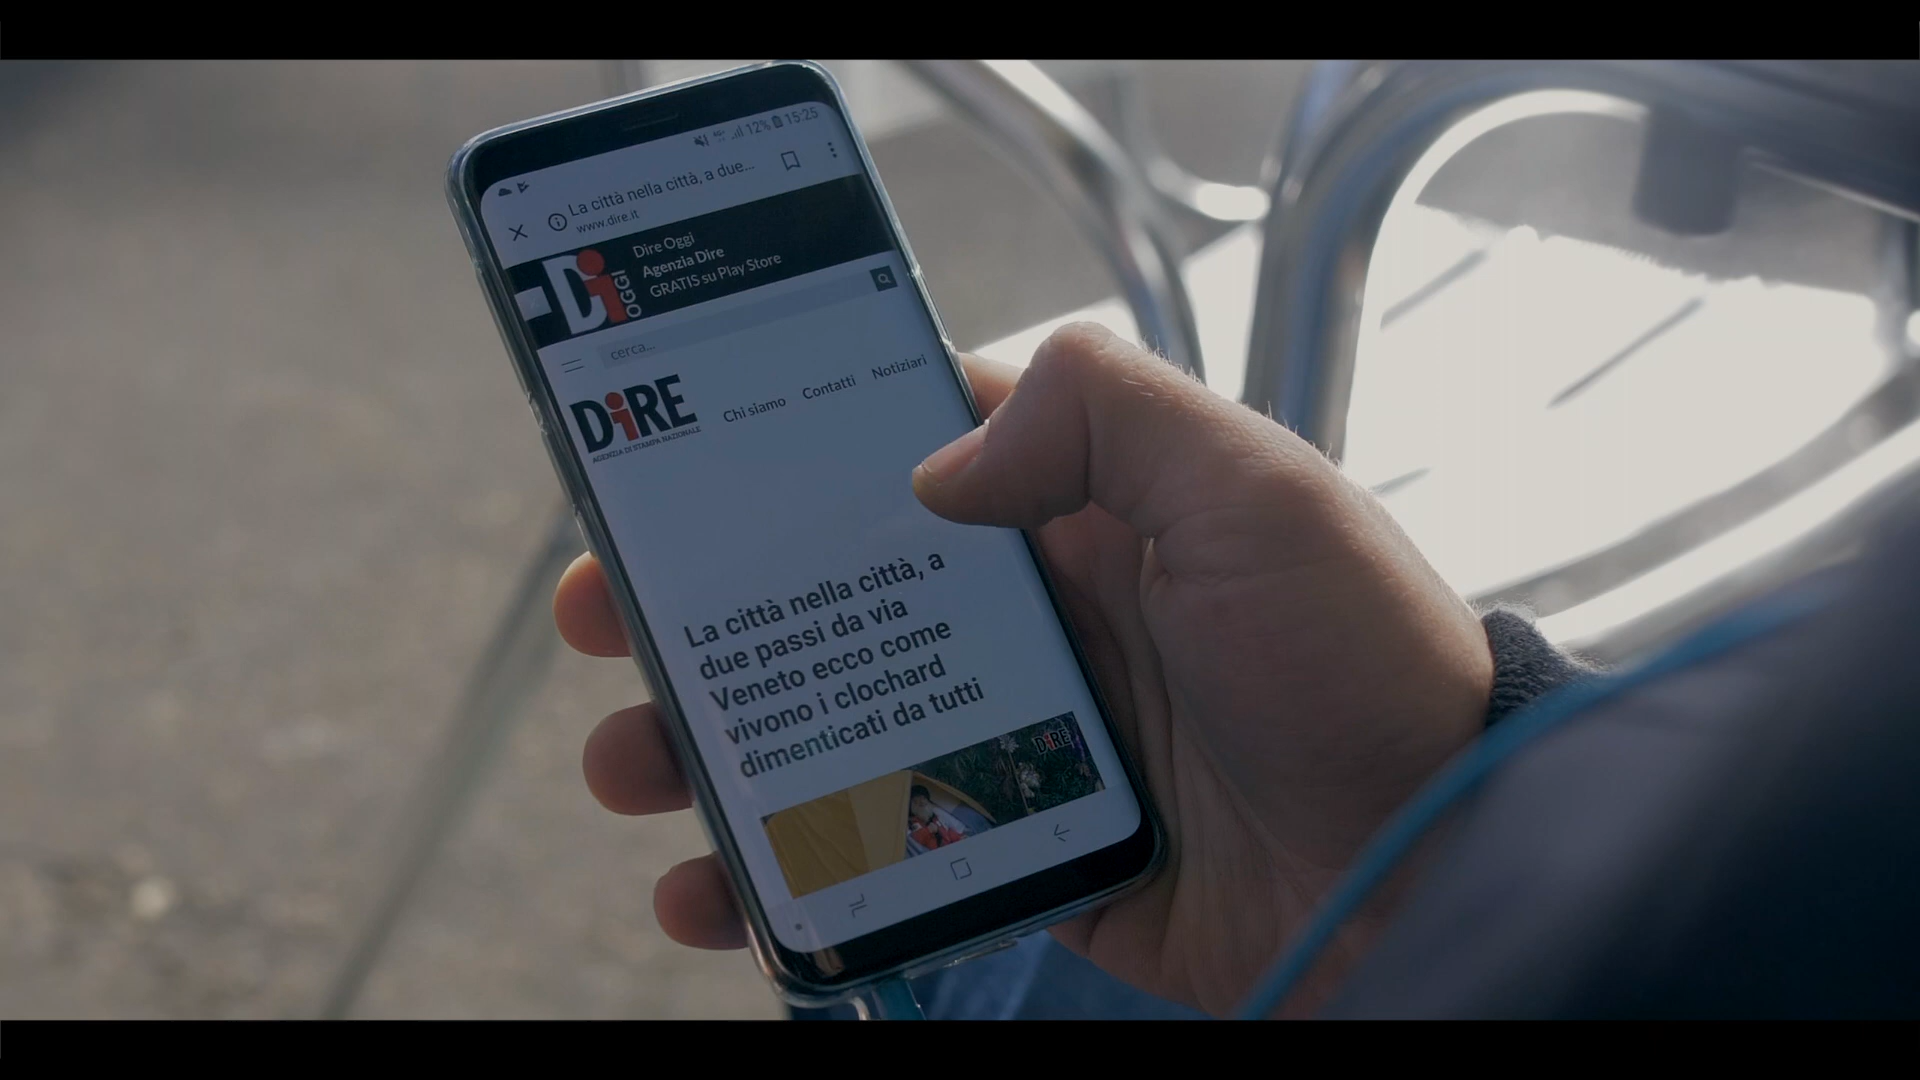 12% 15:25
La città nella città, a due...
www.dire.it
Di OGGI
Dire Oggi
Agenzia Dire
GRATIS su Play Store
cerca...
DiRE
AGENZIA DI STAMPA NAZIONALE
Chi siamo Contatti Notiziari
La città nella città, a
due passi da via
Veneto ecco come
vivono i clochard
dimenticati da tutti
DiRE